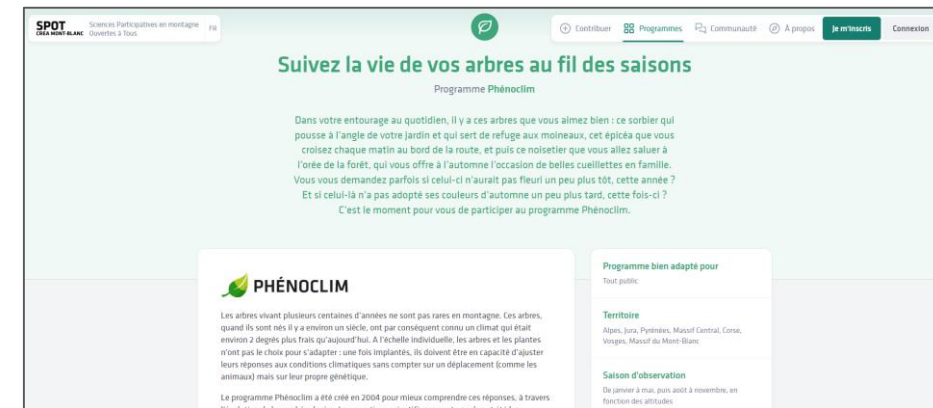 SPOT
CREA MONT-BLANC
Sciences Participatives en montagne
Ouvertes à Tous
FR
Contribuer
Programmes
Communauté
À propos
Je m'inscris
Connexion
Suivez la vie de vos arbres au fil des saisons
Programme Phénoclim
Dans votre entourage au quotidien, il y a ces arbres que vous aimez bien : ce sorbier qui
pousse à l'angle de votre jardin et qui sert de refuge aux moineaux, cet épicéa que vous
croisez chaque matin au bord de la route, et puis ce noisetier que vous allez saluer à
l'orée de la forêt, qui vous offre à l'automne l'occasion de belles cueillettes en famille.
Vous vous demandez parfois si celui-ci n'aurait pas fleuri un peu plus tôt, cette année ?
Et si celui-là n'a pas adopté ses couleurs d'automne un peu plus tard, cette fois-ci ?
C'est le moment pour vous de participer au programme Phénoclim.
PHÉNOCLIM
Les arbres vivant plusieurs centaines d'années ne sont pas rares en montagne. Ces arbres,
quand ils sont nés il y a environ un siècle, ont par conséquent connu un climat qui était
environ 2 degrés plus frais qu'aujourd'hui. A l'échelle individuelle, les arbres et les plantes
n'ont pas le choix pour s'adapter : une fois implantés, ils doivent être en capacité d'ajuster
leurs réponses aux conditions climatiques sans compter sur un déplacement (comme les
animaux) mais sur leur propre génétique.
Le programme Phénoclim a été créé en 2004 pour mieux comprendre ces réponses, à travers
Programme bien adapté pour
Tout public
Territoire
Alpes, Jura, Pyrénées, Massif Central, Corse,
Vosges, Massif du Mont-Blanc
Saison d'observation
De janvier à mai, puis août à novembre, en
fonction des altitudes